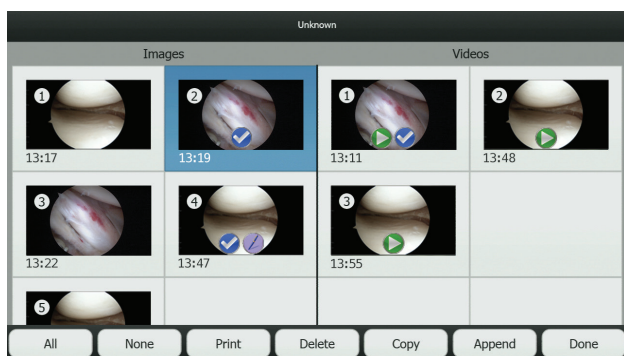 Unknown
Images Videos
1 2 1 2
13:17 13:19 13:11 13:48
3 4 3
13:22 13:47 13:55
5
All None Print Delete Copy Append Done